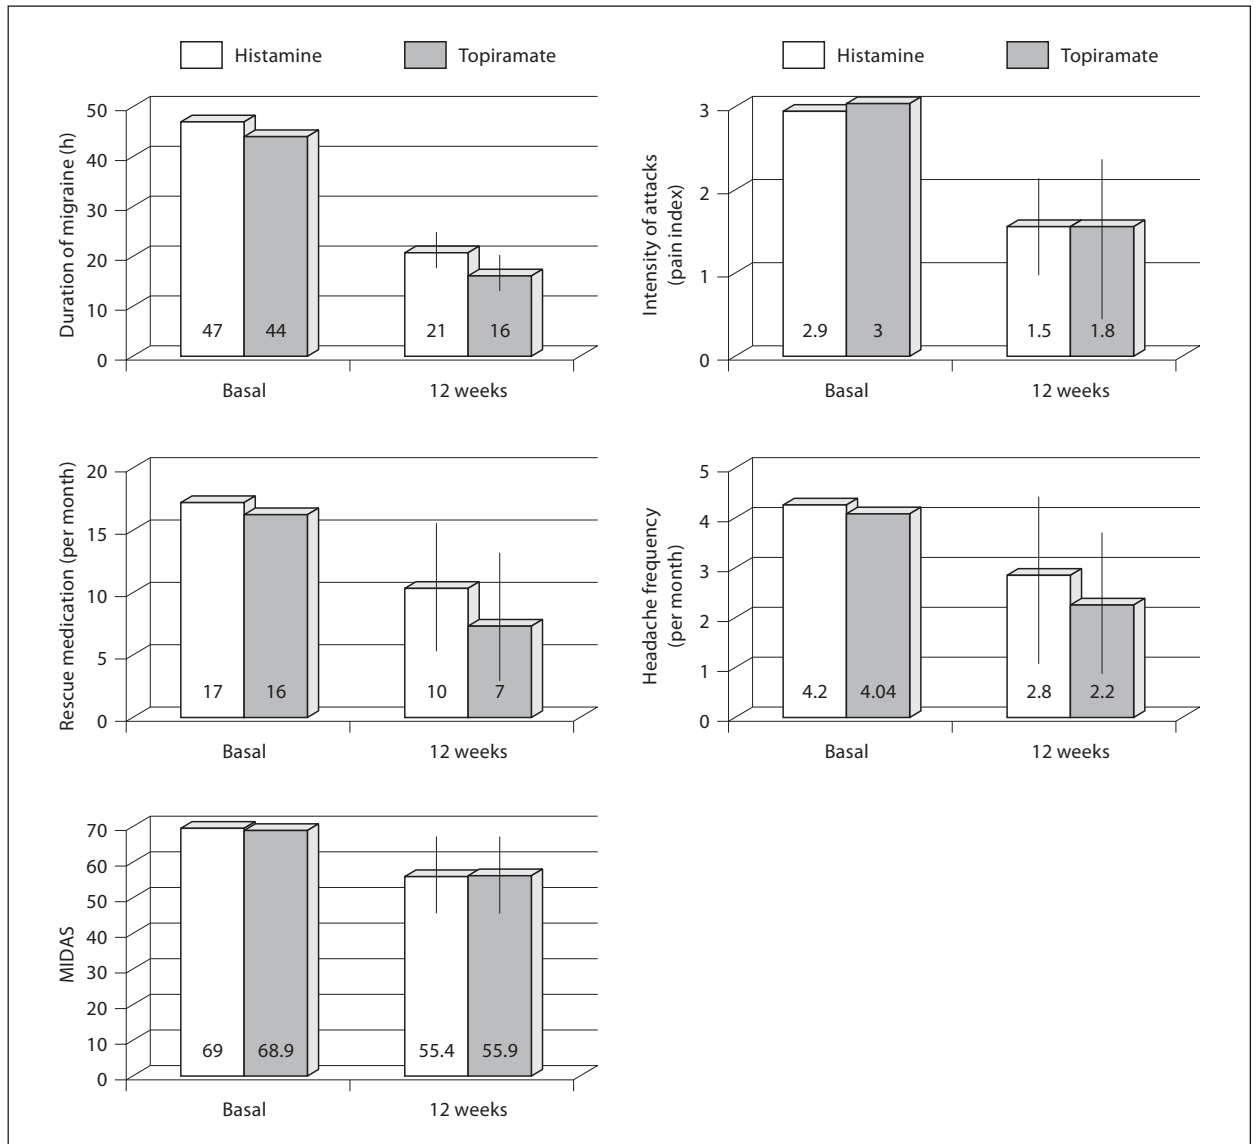 Histamine Topiramate
Histamine Topiramate
Duration of migraine (h)
50
40
30
20
10
0
47 44 21 16
Basal 12 weeks
Intensity of attacks
(pain index)
3
2
1
0
2.9 3 1.5 1.8
Basal 12 weeks
Rescue medication (per month)
20
15
10
5
0
17 16 10 7
Basal 12 weeks
Headache frequency
(per month)
5
4
3
2
1
0
4.2 4.04 2.8 2.2
Basal 12 weeks
MIDAS
70
60
50
40
30
20
10
0
69 68.9 55.4 55.9
Basal 12 weeks